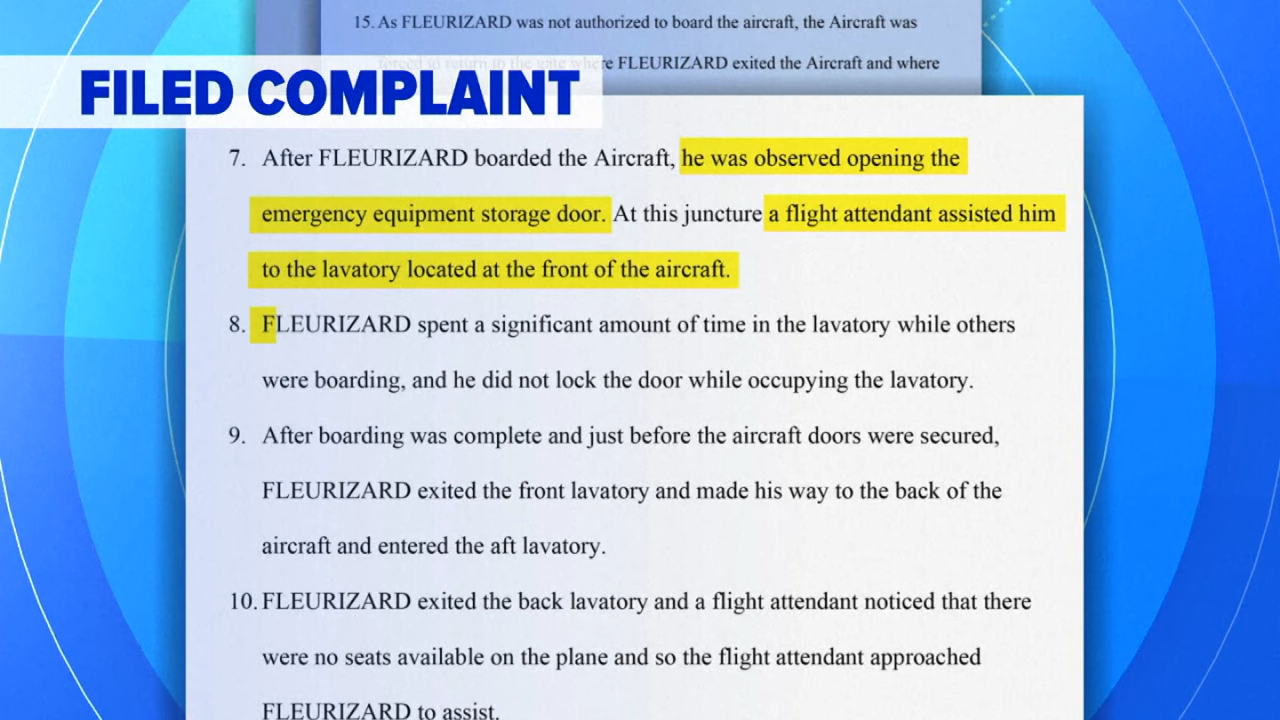 15. As FLEURIZARD was not authorized to board the aircraft, the Aircraft was
forced to return to the gate where FLEURIZARD exited the Aircraft and where
FILED COMPLAINT
7. After FLEURIZARD boarded the Aircraft, he was observed opening the
emergency equipment storage door. At this juncture a flight attendant assisted him
to the lavatory located at the front of the aircraft.
8. FLEURIZARD spent a significant amount of time in the lavatory while others
were boarding, and he did not lock the door while occupying the lavatory.
9. After boarding was complete and just before the aircraft doors were secured,
FLEURIZARD exited the front lavatory and made his way to the back of the
aircraft and entered the aft lavatory.
10. FLEURIZARD exited the back lavatory and a flight attendant noticed that there
were no seats available on the plane and so the flight attendant approached
FLEURIZARD to assist.